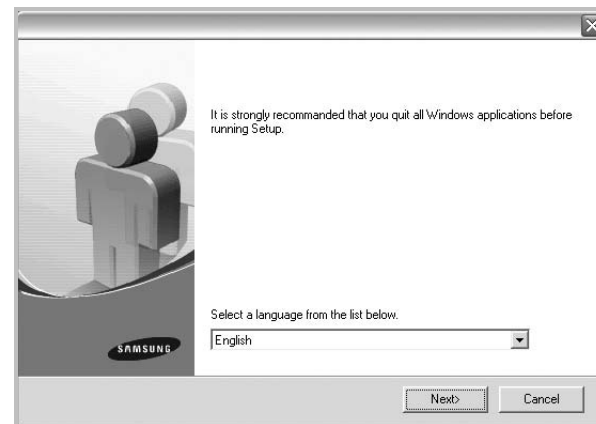 It is strongly recommanded that you quit all Windows applications before
running Setup.
Select a language from the list below.
English
SAMSUNG
Next>
Cancel